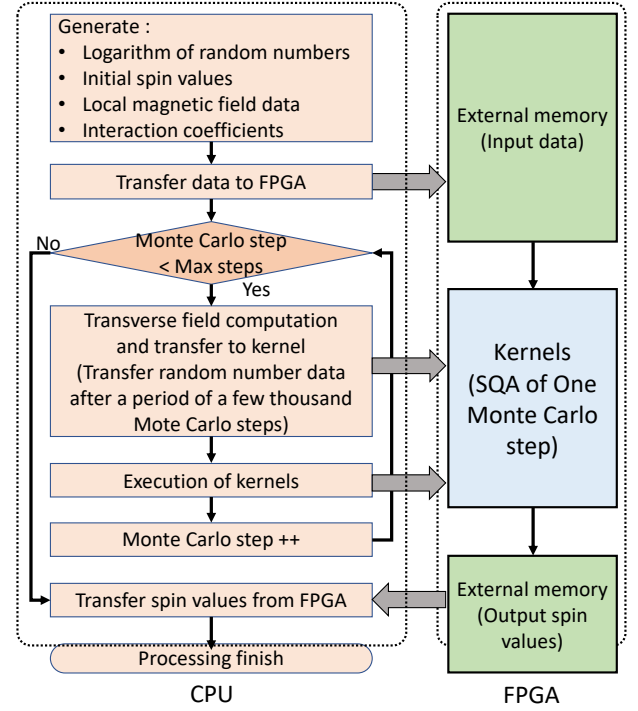 Generate :
• Logarithm of random numbers
• Initial spin values
• Local magnetic field data
• Interaction coefficients
Transfer data to FPGA
No
Monte Carlo step
< Max steps
Yes
Transverse field computation
and transfer to kernel
(Transfer random number data
after a period of a few thousand
Mote Carlo steps)
Execution of kernels
Monte Carlo step ++
Transfer spin values from FPGA
Processing finish
CPU
External memory
(Input data)
Kernels
(SQA of One
Monte Carlo
step)
External memory
(Output spin
values)
FPGA